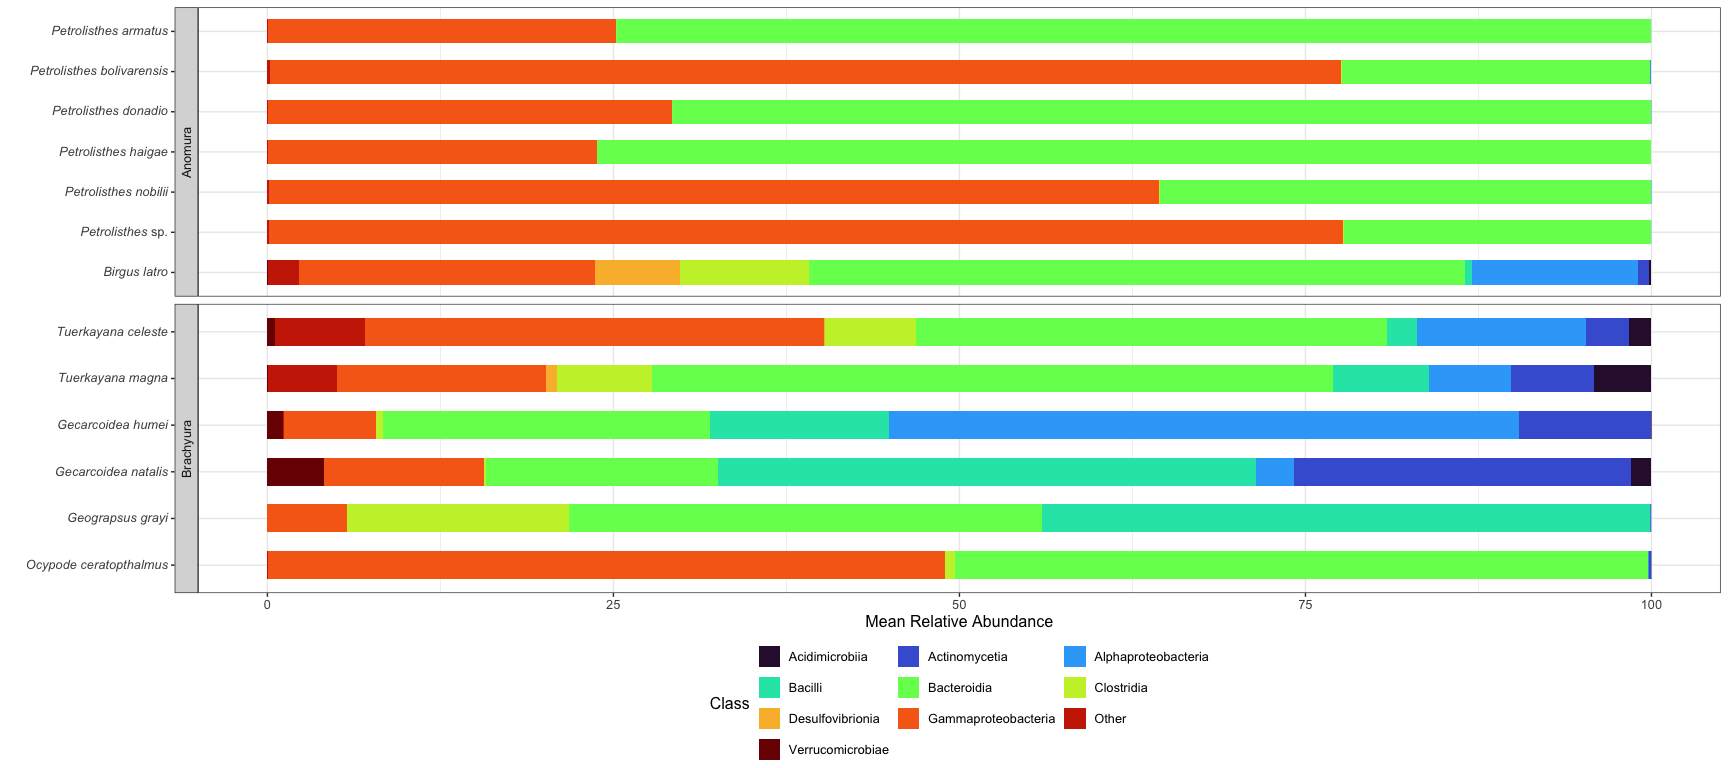 Anomura
Petrolisthes armatus
Petrolisthes bolivarensis
Petrolisthes donadio
Petrolisthes haigae
Petrolisthes nobilii
Petrolisthes sp.
Birgus latro
Brachyura
Tuerkayana celeste
Tuerkayana magna
Gecarcoidea humei
Gecarcoidea natalis
Geograpsus grayi
Ocypode ceratopthalmus
0 25 50 75 100
Mean Relative Abundance
Class
Acidimicrobiia Actinomycetia Alphaproteobacteria
Bacilli Bacteroidia Clostridia
Desulfovibrionia Gammaproteobacteria Other
Verrucomicrobiae